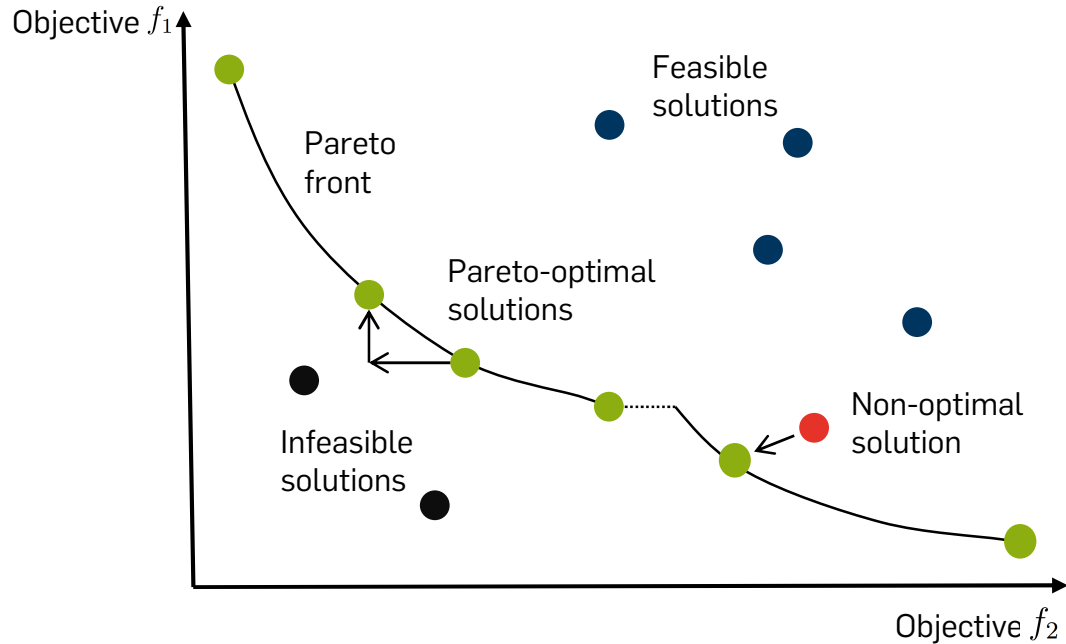 Objective f₁
Feasible
solutions
Pareto
front
Pareto-optimal
solutions
Non-optimal
solution
Infeasible
solutions
Objective f₂